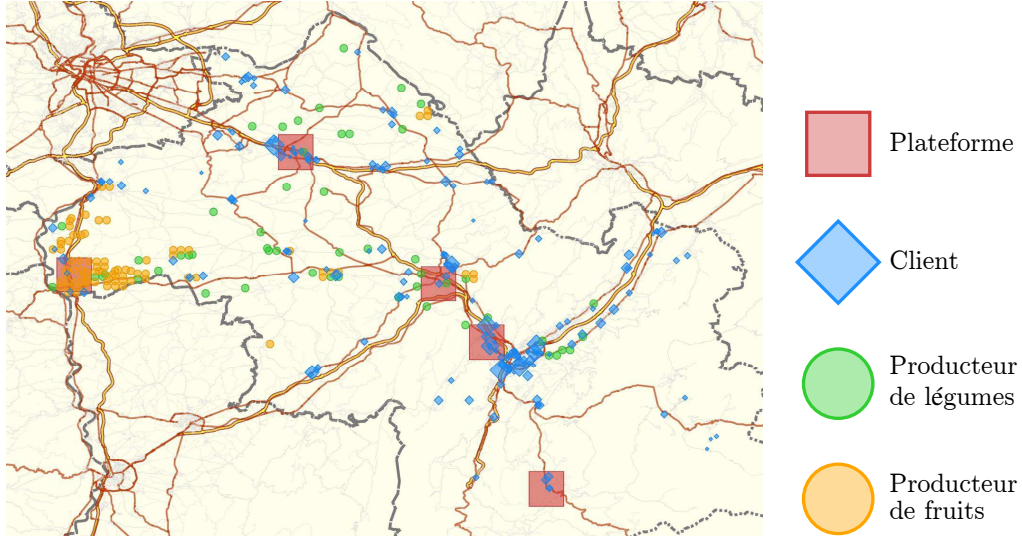 Plateforme
Client
Producteur
de légumes
Producteur
de fruits